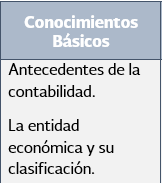 Conocimientos
Básicos
Antecedentes de la
contabilidad.
La entidad
económica y su
clasificación.